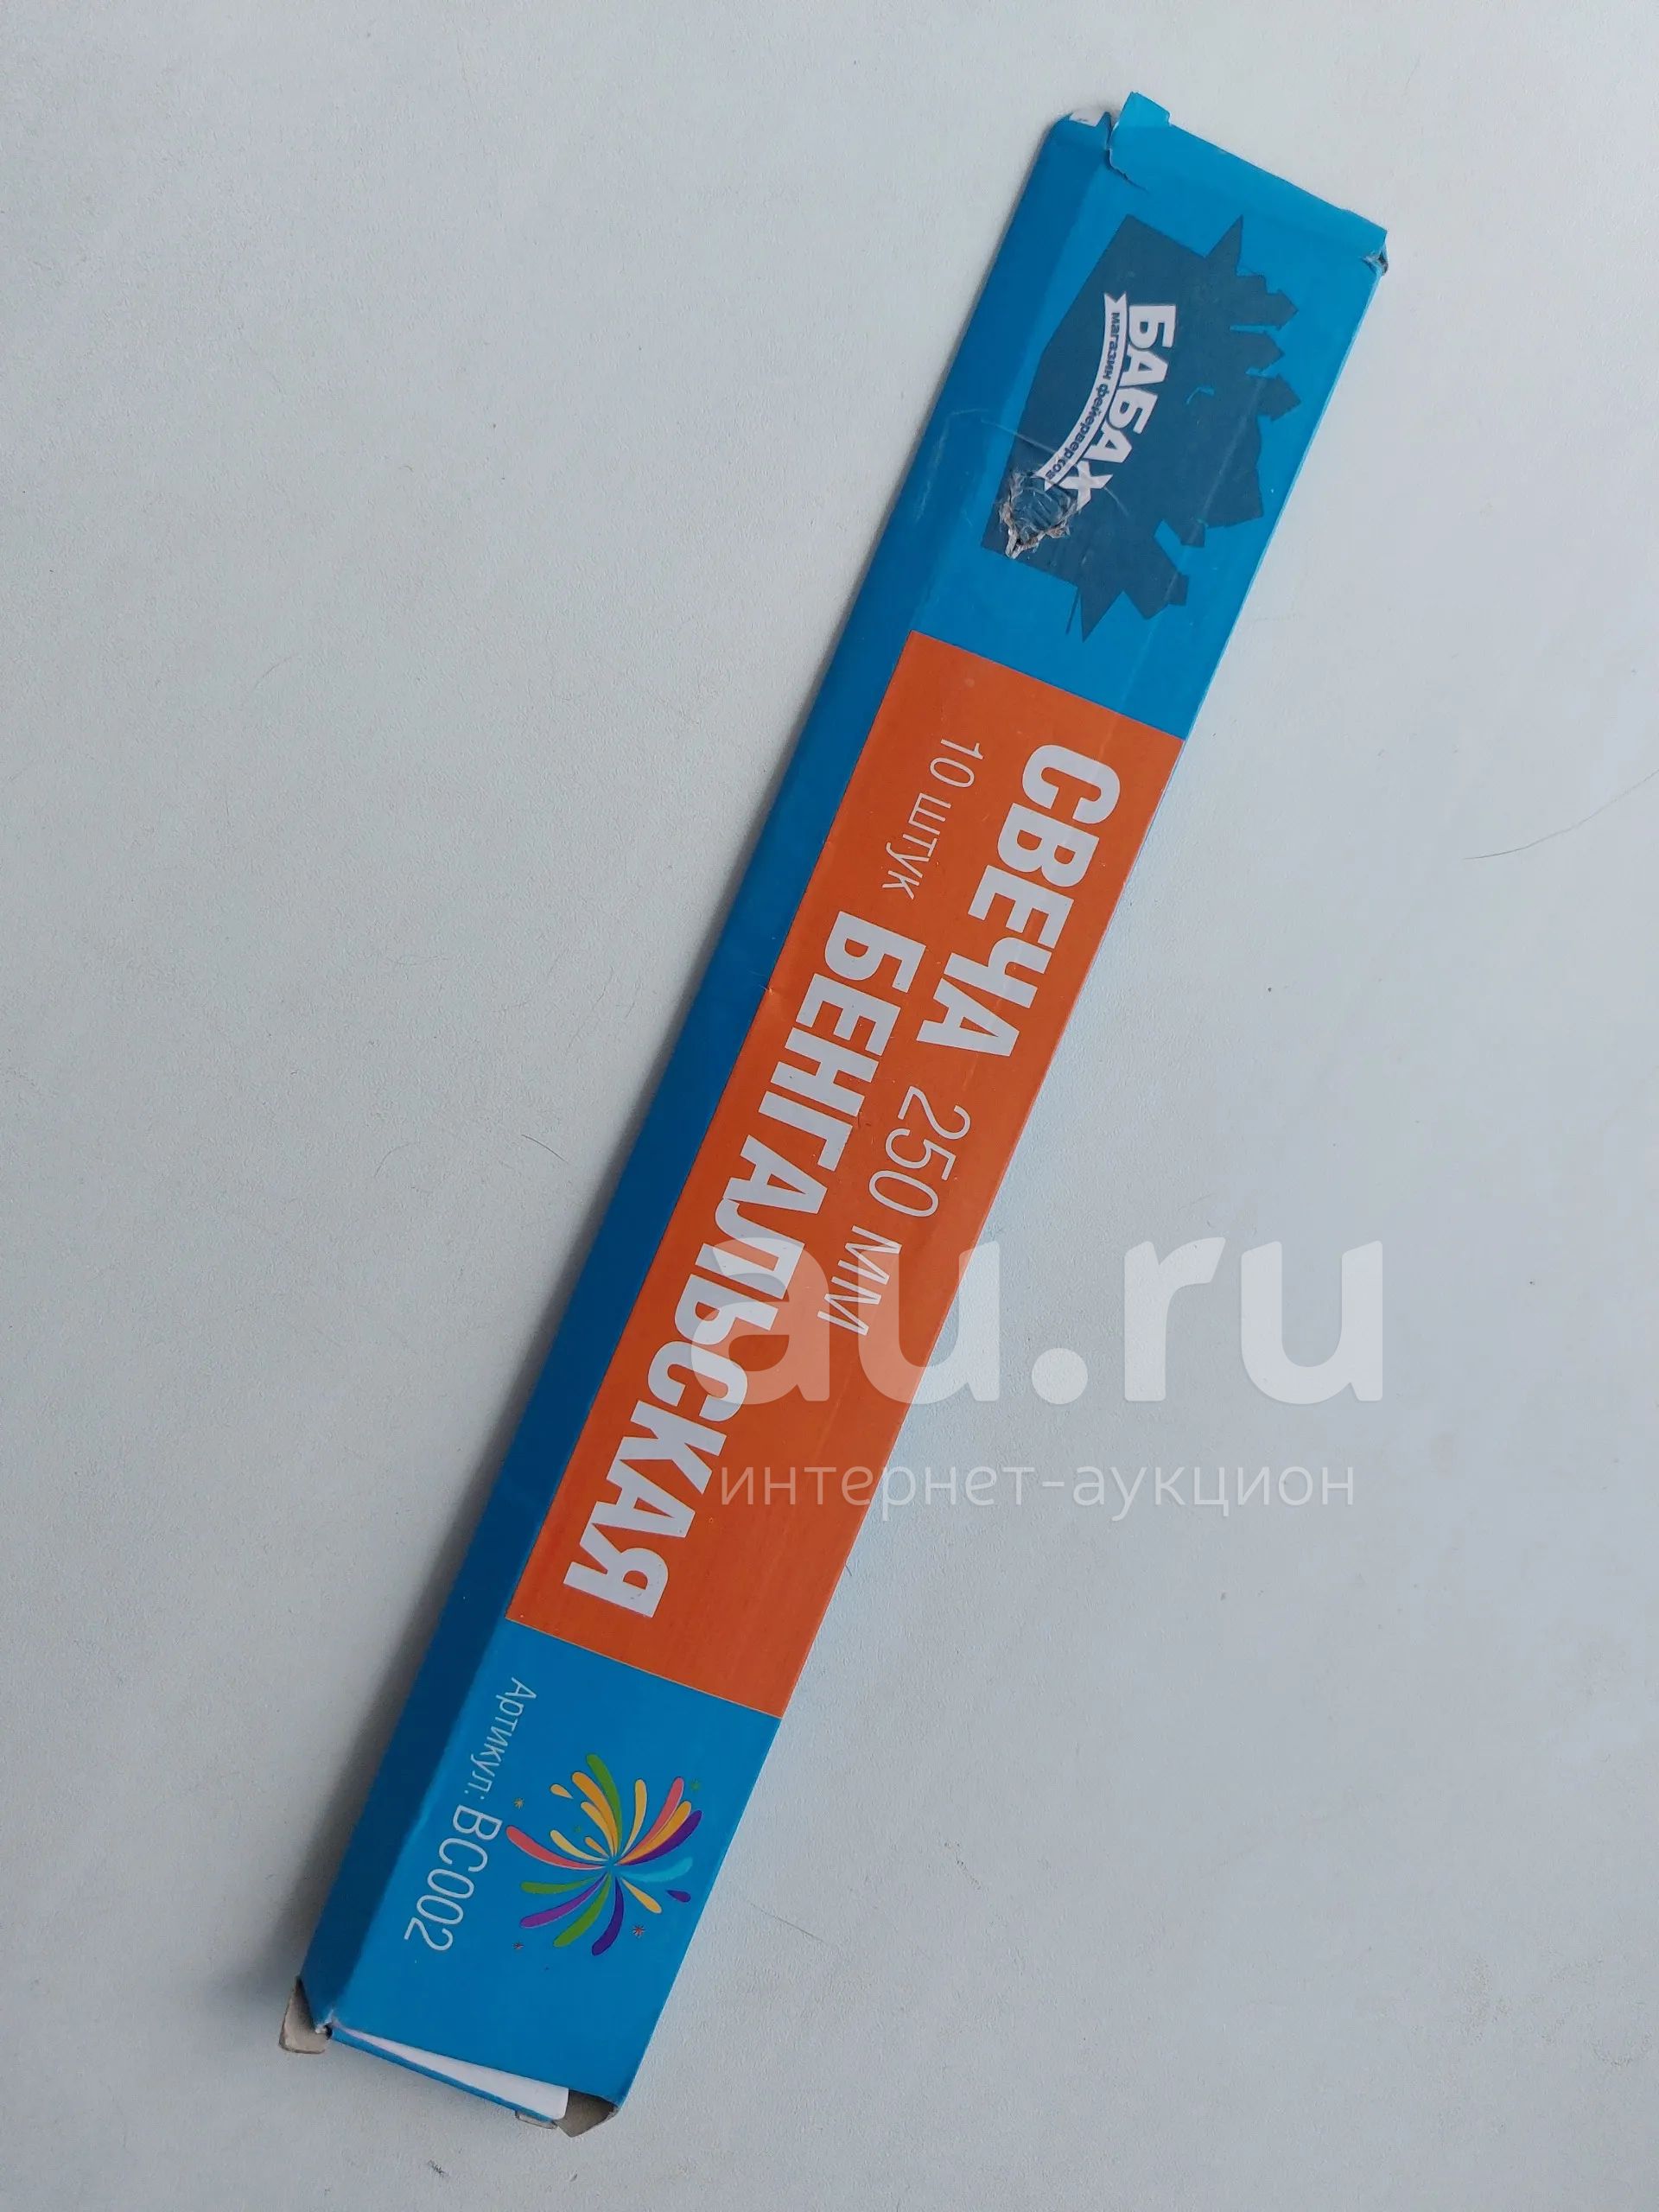 БАБАХ
магазин фейерверков
СВЕЧА 250 мм
10 штук БЕНГАЛЬСКАЯ
Артикул: ВС002
au.ru
интернет-аукцион